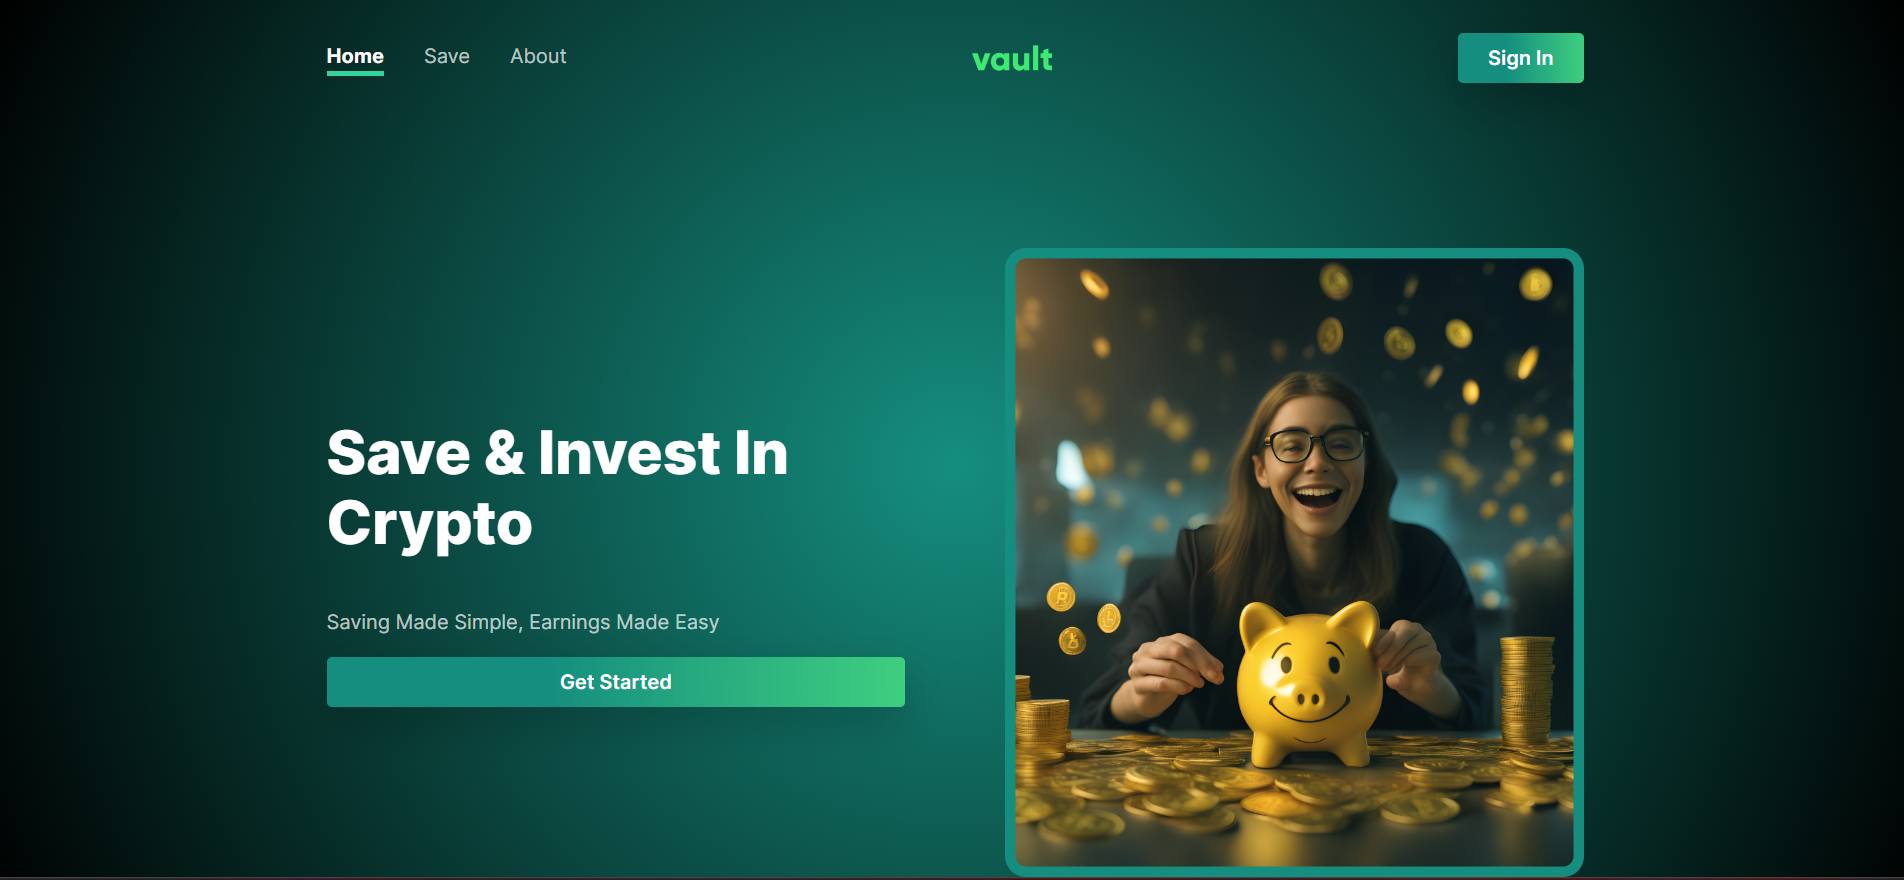 Home
Save
About
vault
Sign In
Save & Invest In
Crypto
Saving Made Simple, Earnings Made Easy
Get Started